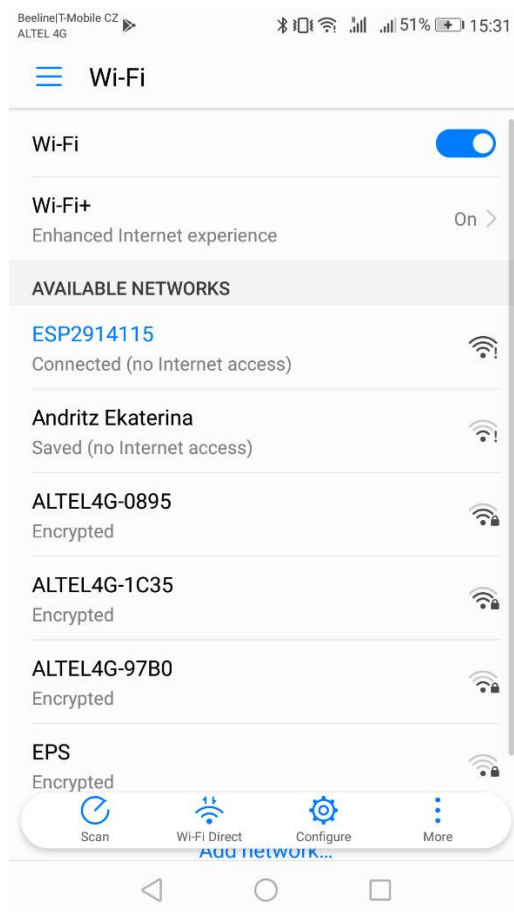 Beeline|T-Mobile CZ
ALTEL 4G
51% 15:31
Wi-Fi
Wi-Fi
Wi-Fi+
Enhanced Internet experience
On
AVAILABLE NETWORKS
ESP2914115
Connected (no Internet access)
Andritz Ekaterina
Saved (no Internet access)
ALTEL4G-0895
Encrypted
ALTEL4G-1C35
Encrypted
ALTEL4G-97B0
Encrypted
EPS
Encrypted
Scan Wi-Fi Direct Configure More
Add network...